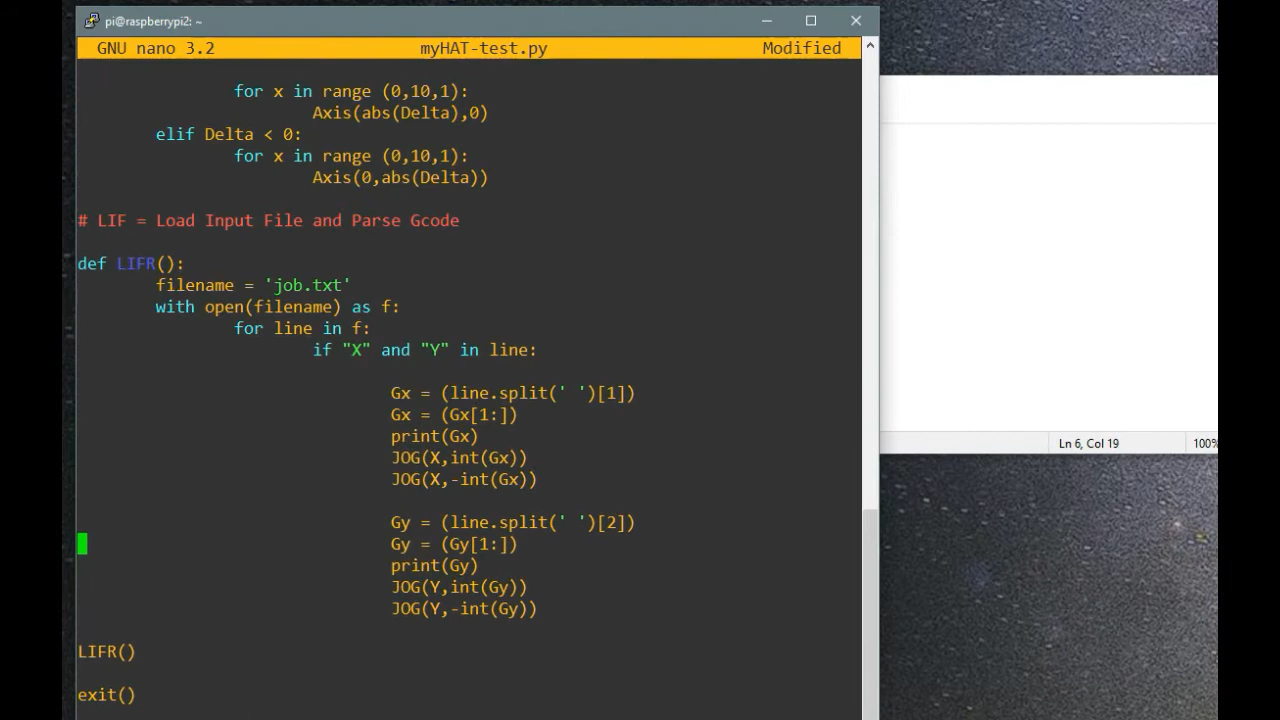 pi@raspberrypi2: ~
GNU nano 3.2 myHAT-test.py Modified
for x in range (0,10,1):
Axis(abs(Delta),0)
elif Delta < 0:
for x in range (0,10,1):
Axis(0,abs(Delta))
# LIF = Load Input File and Parse Gcode
def LIFR():
filename = 'job.txt'
with open(filename) as f:
for line in f:
if "X" and "Y" in line:
Gx = (line.split(' ')[1])
Gx = (Gx[1:])
print(Gx)
JOG(X,int(Gx))
JOG(X,-int(Gx))
Gy = (line.split(' ')[2])
Gy = (Gy[1:])
print(Gy)
JOG(Y,int(Gy))
JOG(Y,-int(Gy))
LIFR()
exit()
Ln 6, Col 19
100%